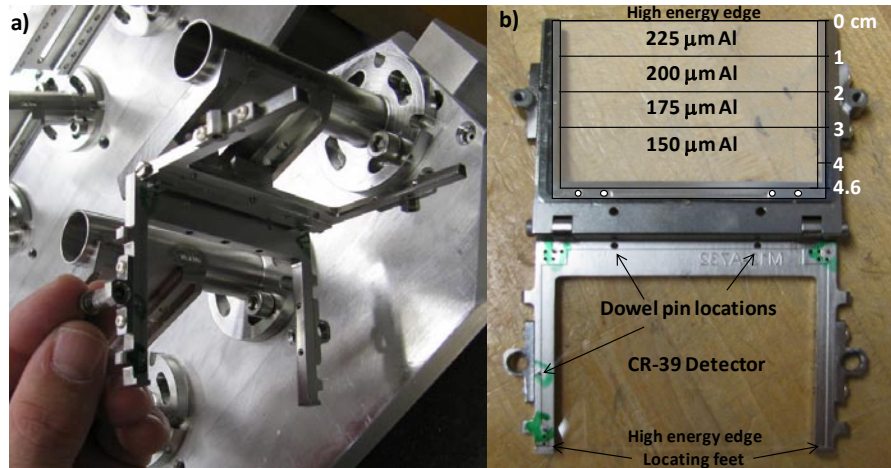 a)
b)
High energy edge
0 cm
225 µm Al
1
200 µm Al
2
175 µm Al
3
150 µm Al
4
4.6
Dowel pin locations
CR-39 Detector
High energy edge
Locating feet